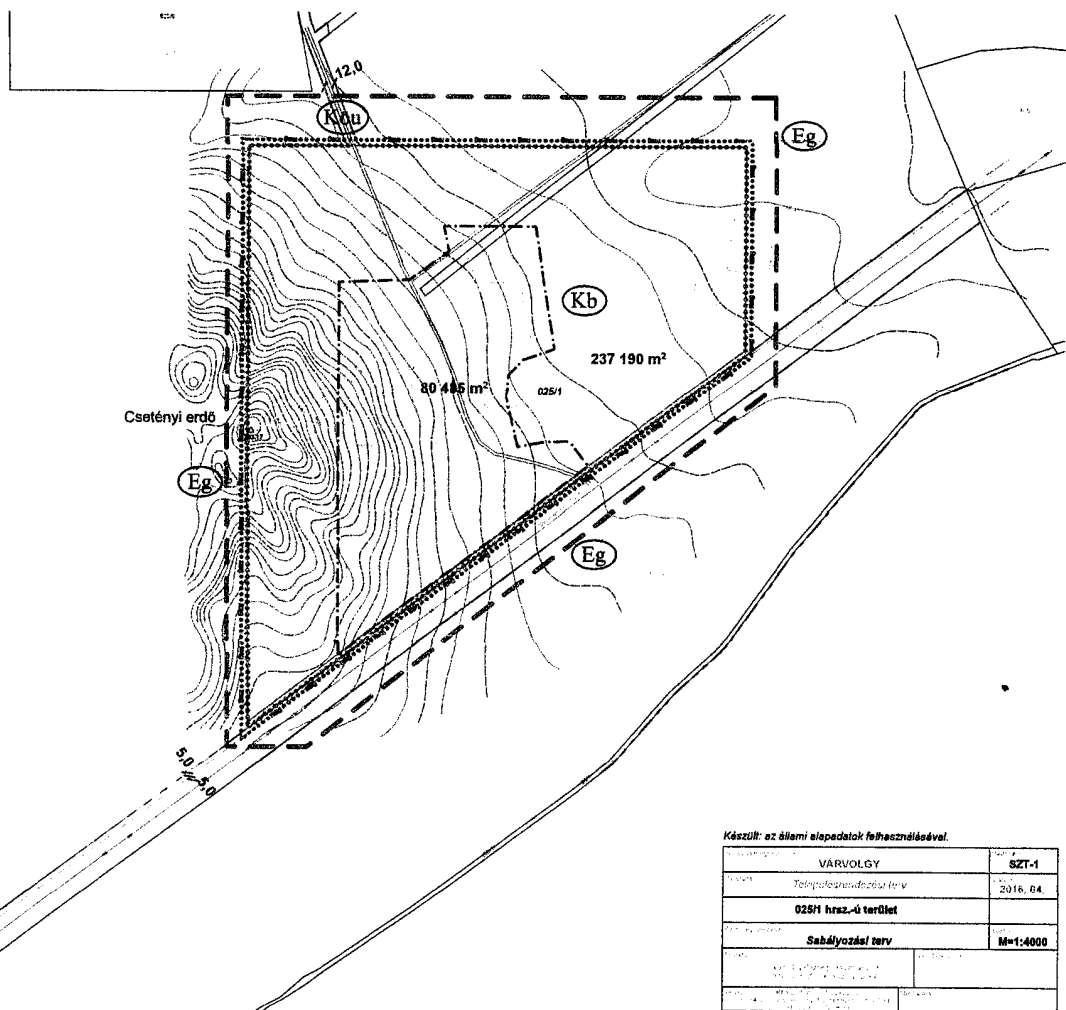 12,0
Köu
Eg
Kb
237 190 m²
80 485 m²
025/1
Csetényi erdő
Eg
Eg
5,0
5,0
Készült: az állami alapadatok felhasználásával.
VÁRVOLGY
SZT-1
Településrendezési terv
2016, 04,
025/1 hrsz.-ú terület
Sabályozási terv
M=1:4000